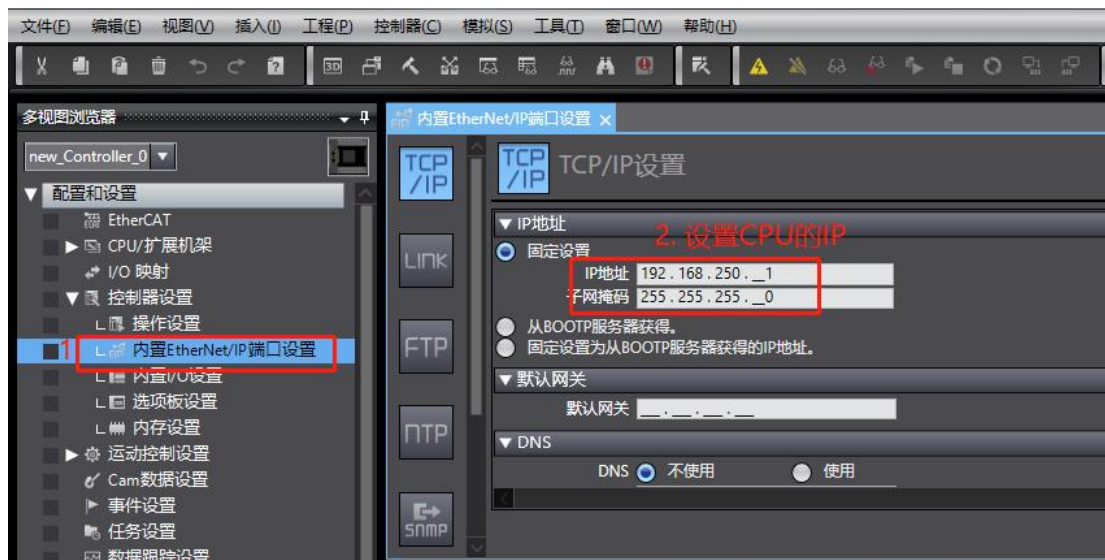 文件(F) 编辑(E) 视图(V) 插入(I) 工程(P) 控制器(C) 模拟(S) 工具(T) 窗口(W) 帮助(H)
3D
多视图浏览器
new_Controller_0
配置和设置
EtherCAT
CPU/扩展机架
I/O 映射
控制器设置
操作设置
1 内置EtherNet/IP端口设置
内置I/O设置
选项板设置
内存设置
运动控制设置
Cam数据设置
事件设置
任务设置
数据跟踪设置
内置EtherNet/IP端口设置
TCP/IP
LINK
FTP
NTP
SNMP
TCP/IP TCP/IP设置
IP地址
2. 设置CPU的IP
固定设置
IP地址 192 . 168 . 250 . __1
子网掩码 255 . 255 . 255 . __0
从BOOTP服务器获得。
固定设置为从BOOTP服务器获得的IP地址。
默认网关
默认网关 __ . __ . __ . __
DNS
DNS 不使用 使用